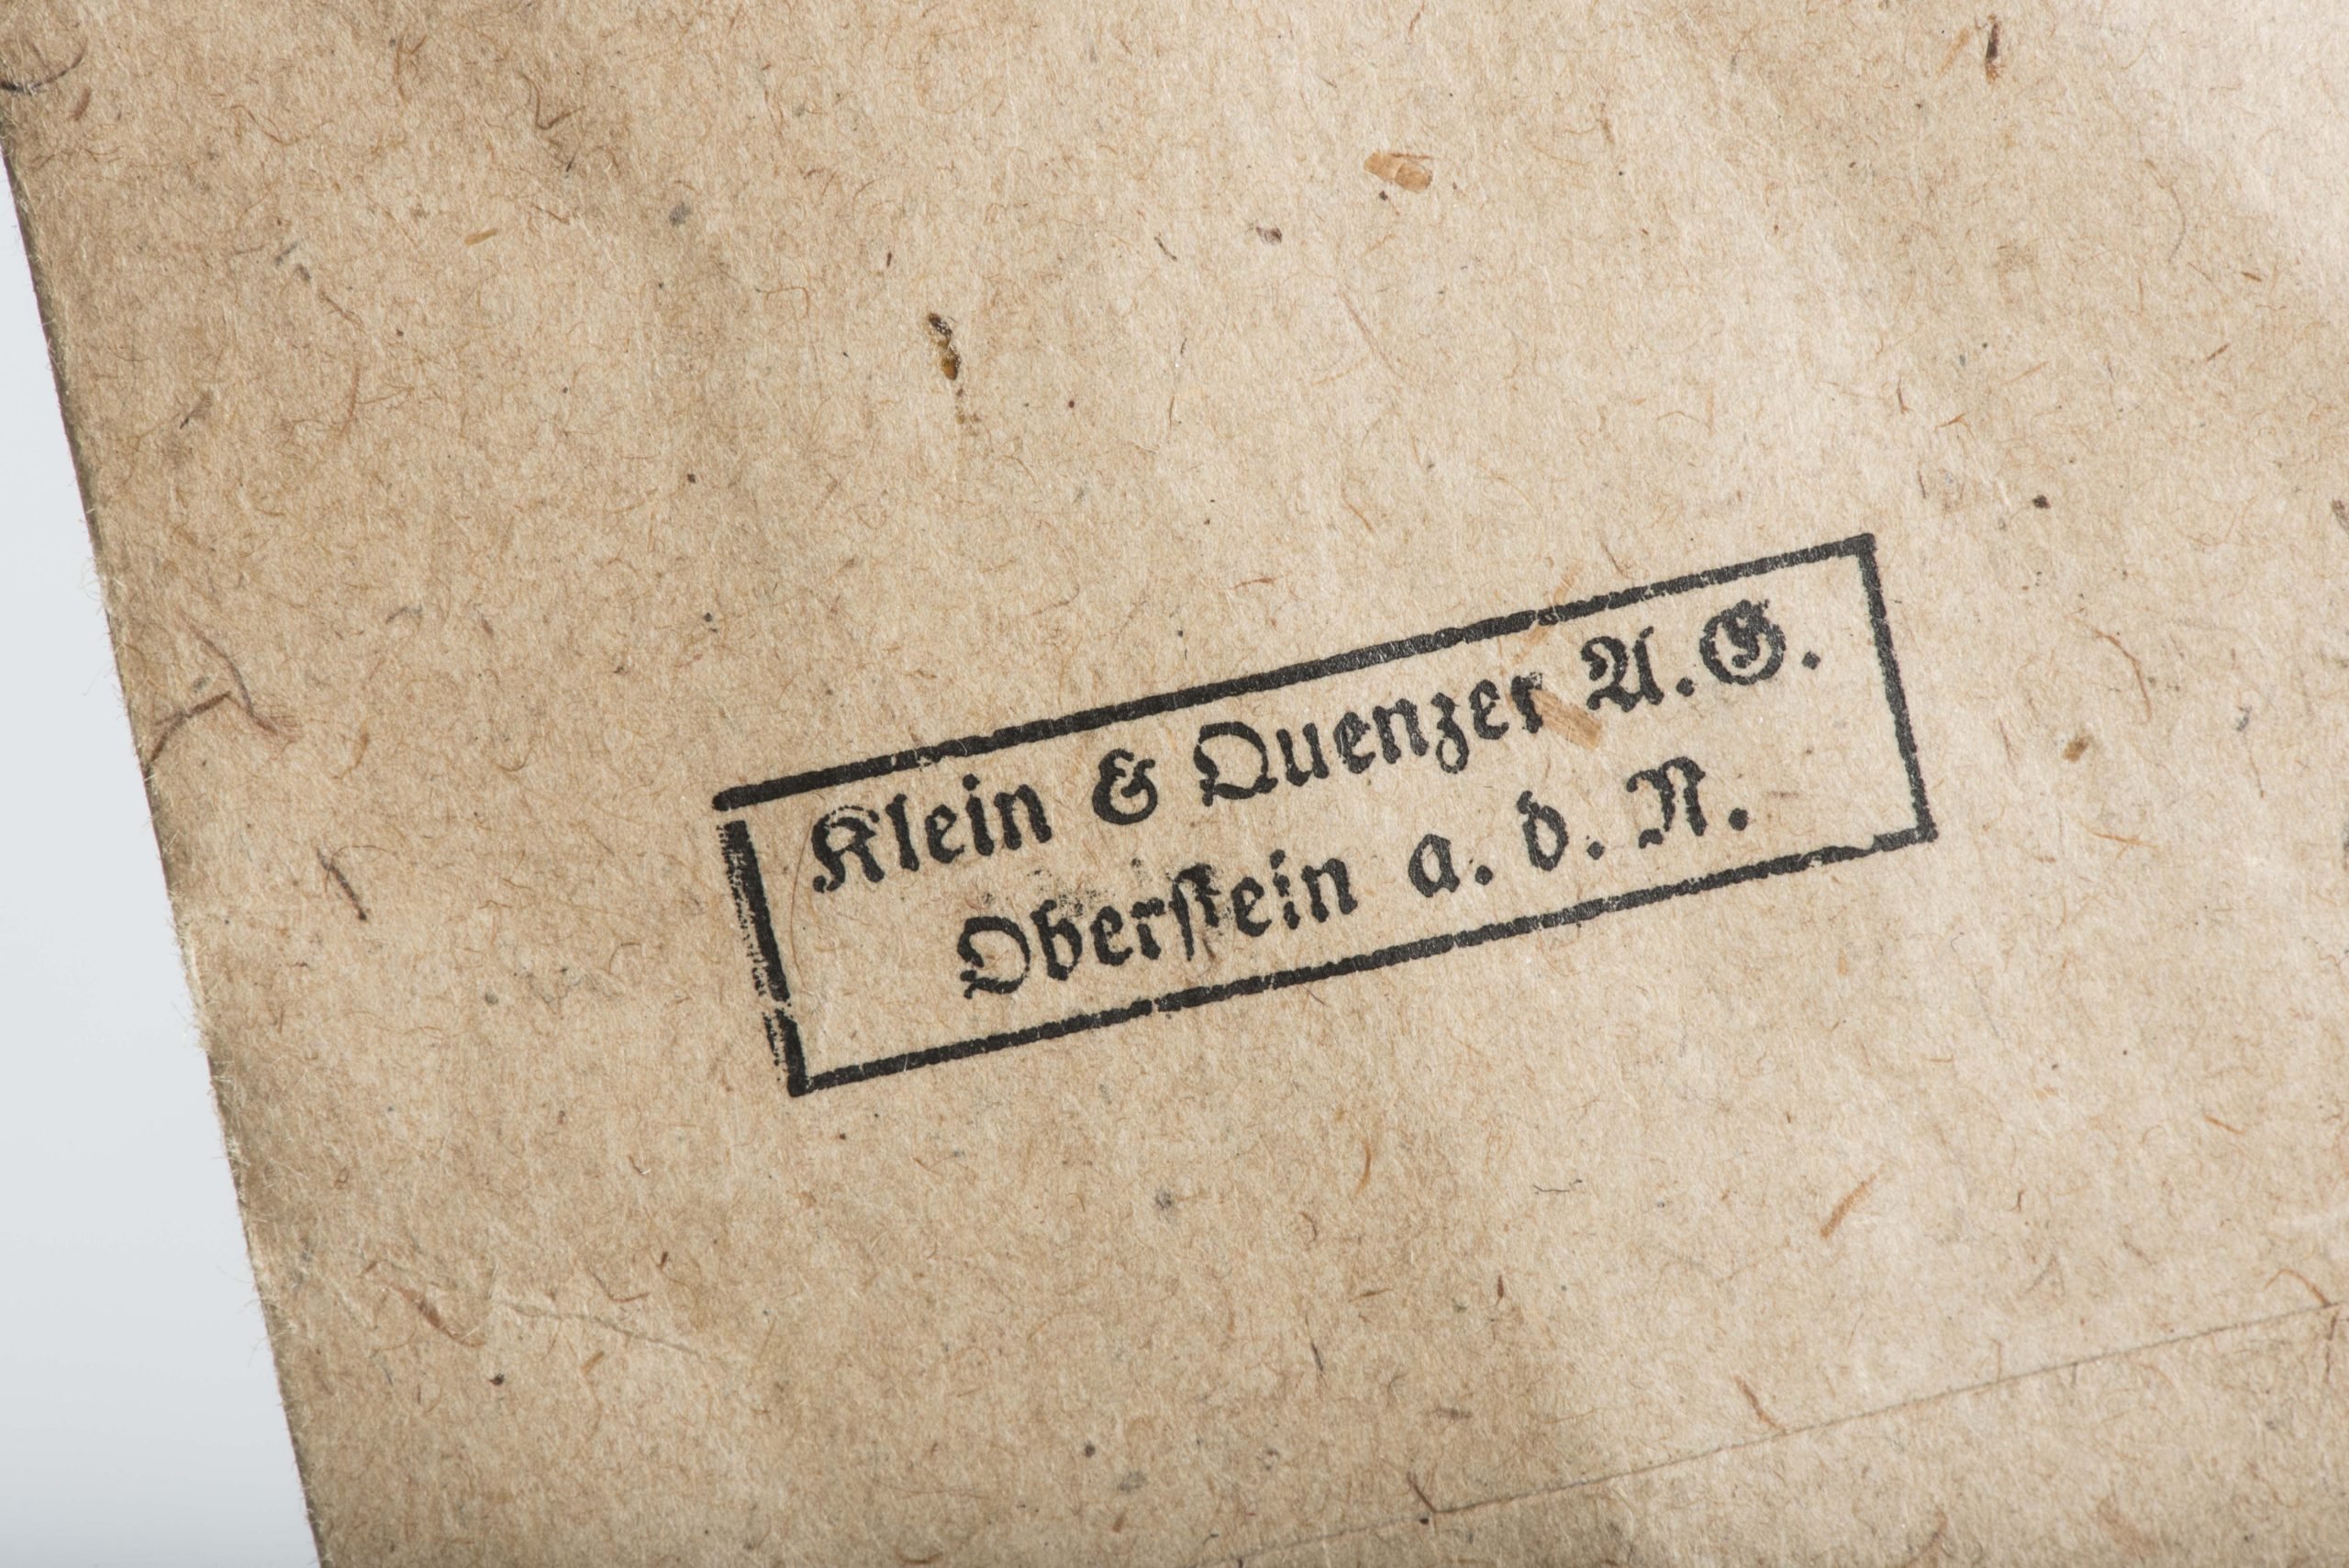 Klein & Quenzer A.G.
Oberstein a. d. N.